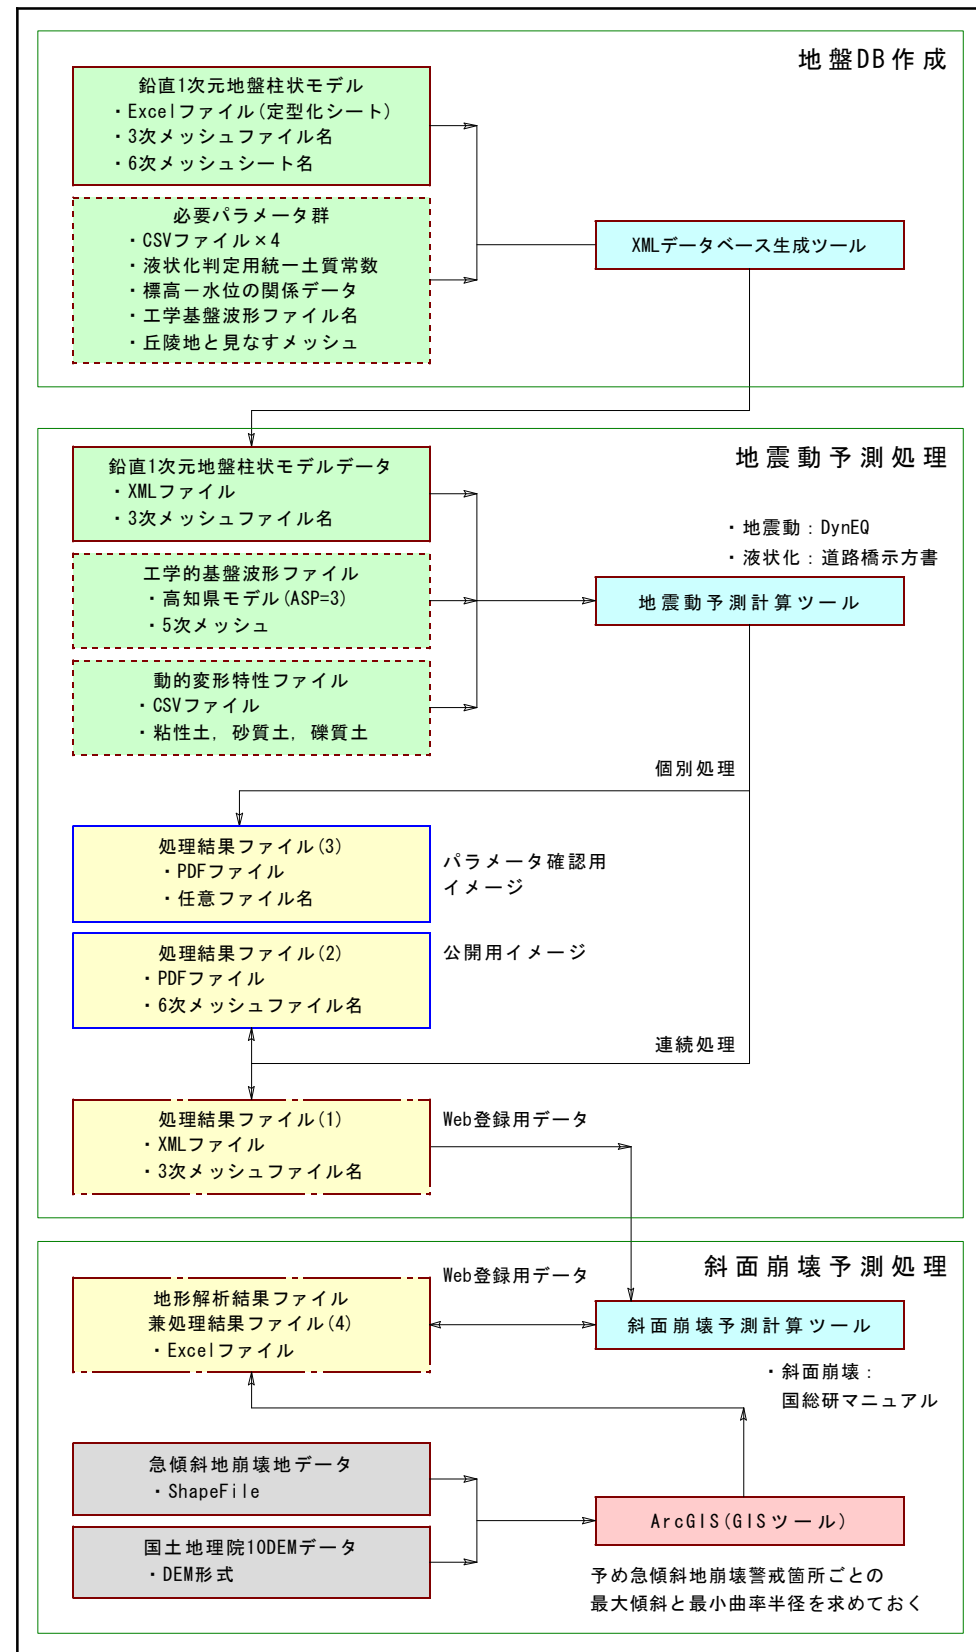 地盤DB作成
鉛直1次元地盤柱状モデル
・Excelファイル(定型化シート)
・3次メッシュファイル名
・6次メッシュシート名
必要パラメータ群
・CSVファイル×4
・液状化判定用統一土質常数
・標高－水位の関係データ
・工学基盤波形ファイル名
・丘陵地と見なすメッシュ
XMLデータベース生成ツール
地震動予測処理
鉛直1次元地盤柱状モデルデータ
・XMLファイル
・3次メッシュファイル名
・地震動：DynEQ
・液状化：道路橋示方書
工学的基盤波形ファイル
・高知県モデル(ASP=3)
・5次メッシュ
地震動予測計算ツール
動的変形特性ファイル
・CSVファイル
・粘性土, 砂質土, 礫質土
個別処理
処理結果ファイル(3)
・PDFファイル
・任意ファイル名
パラメータ確認用
イメージ
処理結果ファイル(2)
・PDFファイル
・6次メッシュファイル名
公開用イメージ
連続処理
処理結果ファイル(1)
・XMLファイル
・3次メッシュファイル名
Web登録用データ
斜面崩壊予測処理
Web登録用データ
地形解析結果ファイル
兼処理結果ファイル(4)
・Excelファイル
斜面崩壊予測計算ツール
・斜面崩壊：
国総研マニュアル
急傾斜地崩壊地データ
・ShapeFile
ArcGIS(GISツール)
国土地理院10DEMデータ
・DEM形式
予め急傾斜地崩壊警戒箇所ごとの
最大傾斜と最小曲率半径を求めておく